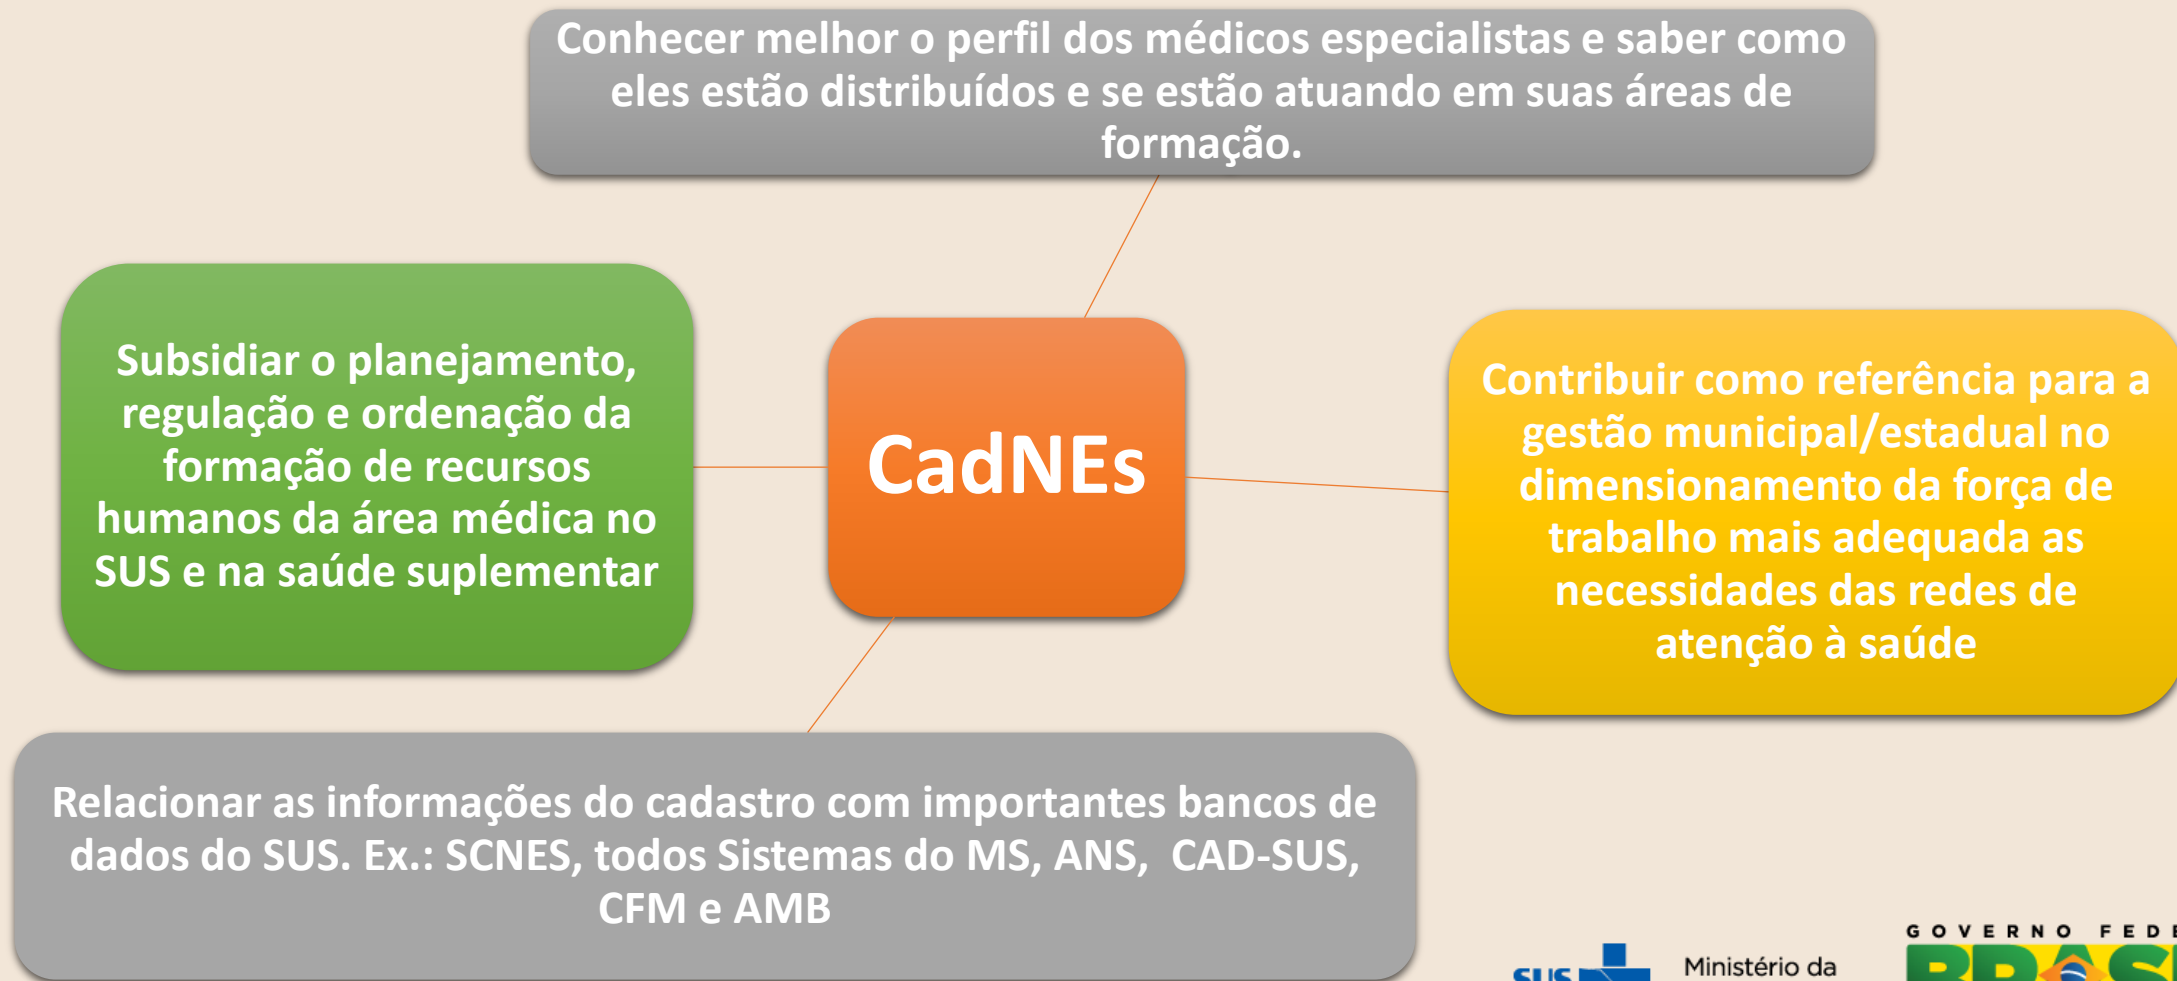 Conhecer melhor o perfil dos médicos especialistas e saber como
eles estão distribuídos e se estão atuando em suas áreas de
formação.
Subsidiar o planejamento,
regulação e ordenação da
formação de recursos
humanos da área médica no
SUS e na saúde suplementar
CadNEs
Contribuir como referência para a
gestão municipal/estadual no
dimensionamento da força de
trabalho mais adequada as
necessidades das redes de
atenção à saúde
Relacionar as informações do cadastro com importantes bancos de
dados do SUS. Ex.: SCNES, todos Sistemas do MS, ANS, CAD-SUS,
CFM e AMB
SUS
Ministério da
GOVERNO